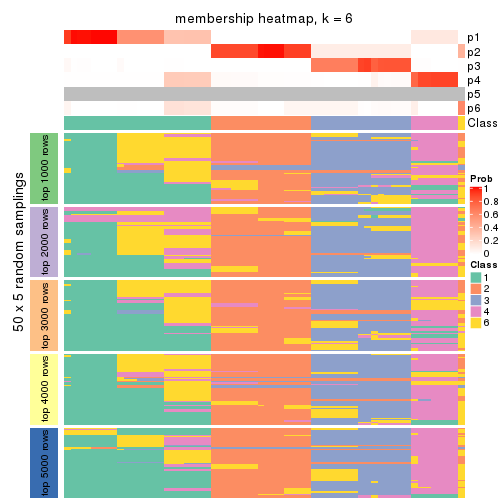 membership heatmap, k = 6
p1
p2
p3
p4
p5
p6
Class
50 x 5 random samplings
top 1000 rows
top 2000 rows
top 3000 rows
top 4000 rows
top 5000 rows
Prob
1
0.8
0.6
0.4
0.2
0
Class
1
2
3
4
6